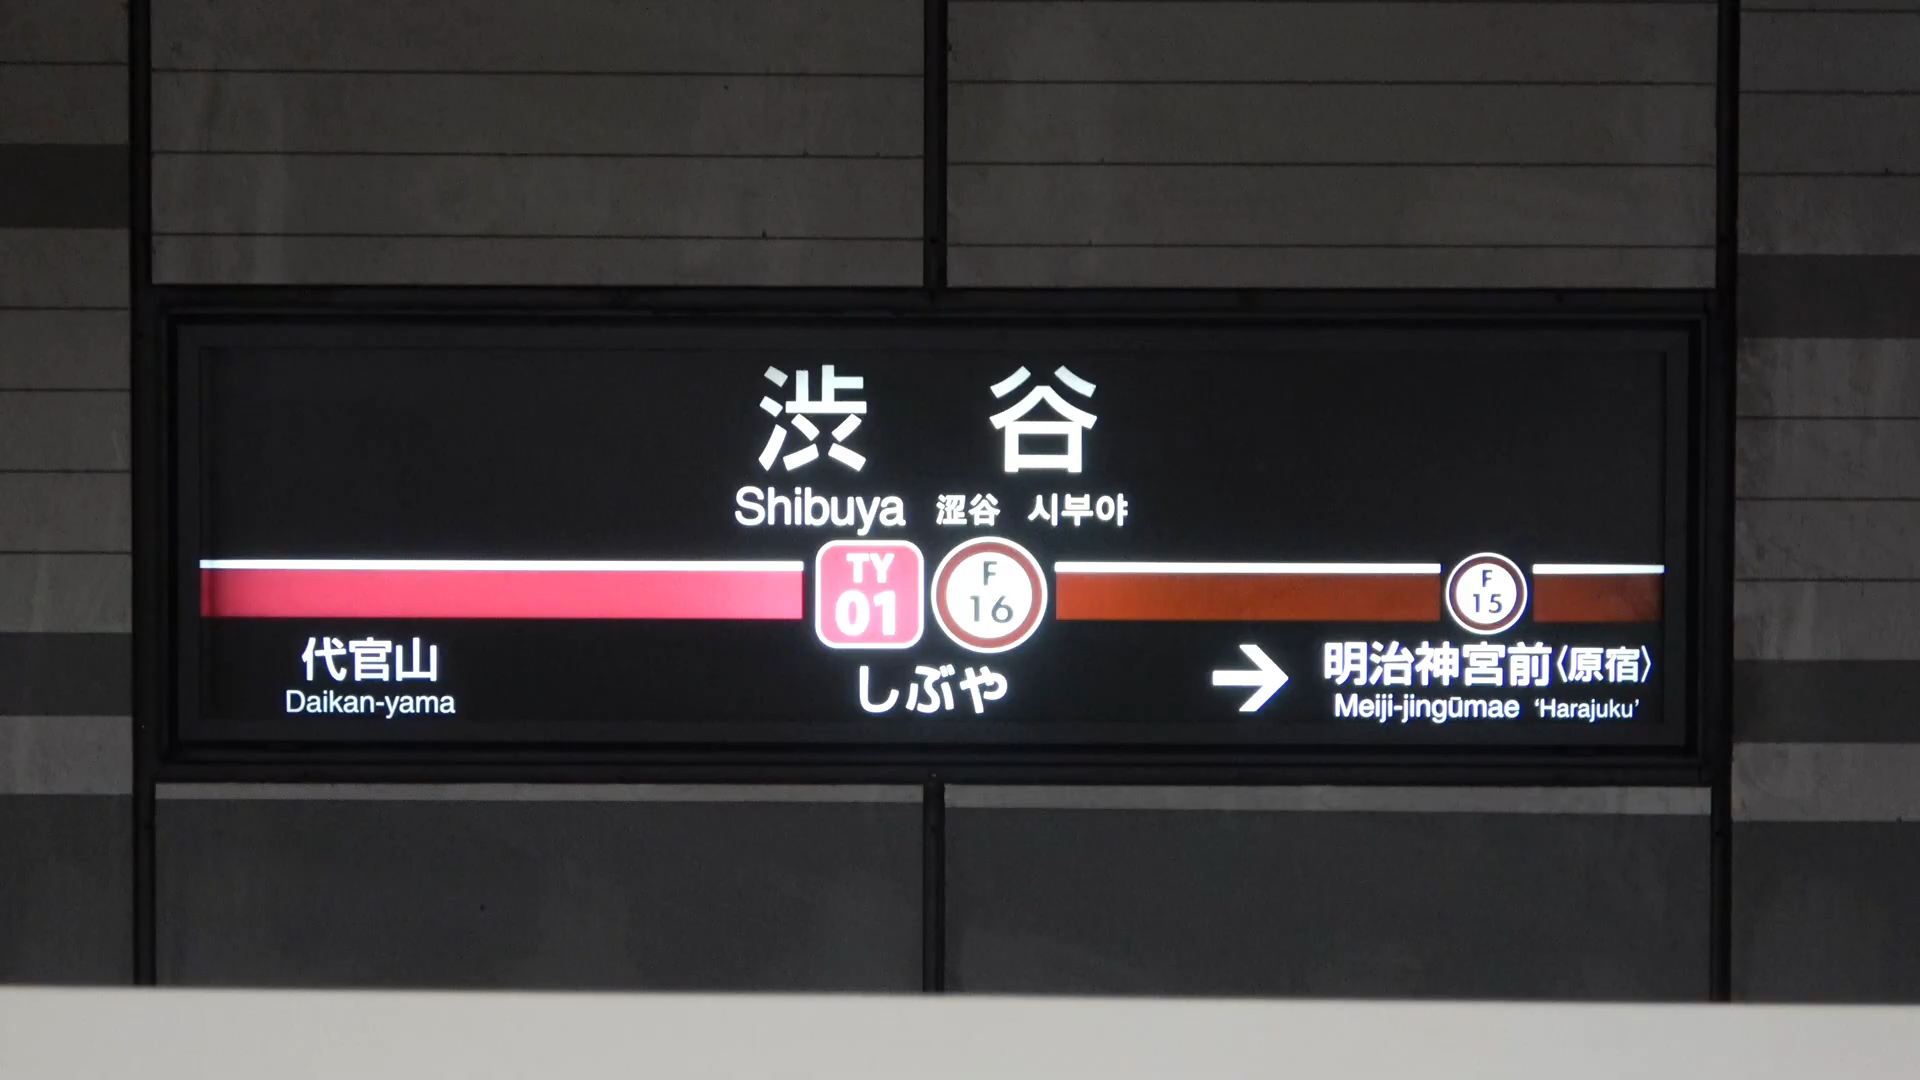 渋谷
Shibuya 涩谷 시부야
TY 01
F 16
F 15
しぶや
代官山
Daikan-yama
→ 明治神宮前〈原宿〉
Meiji-jingūmae ‘Harajuku’